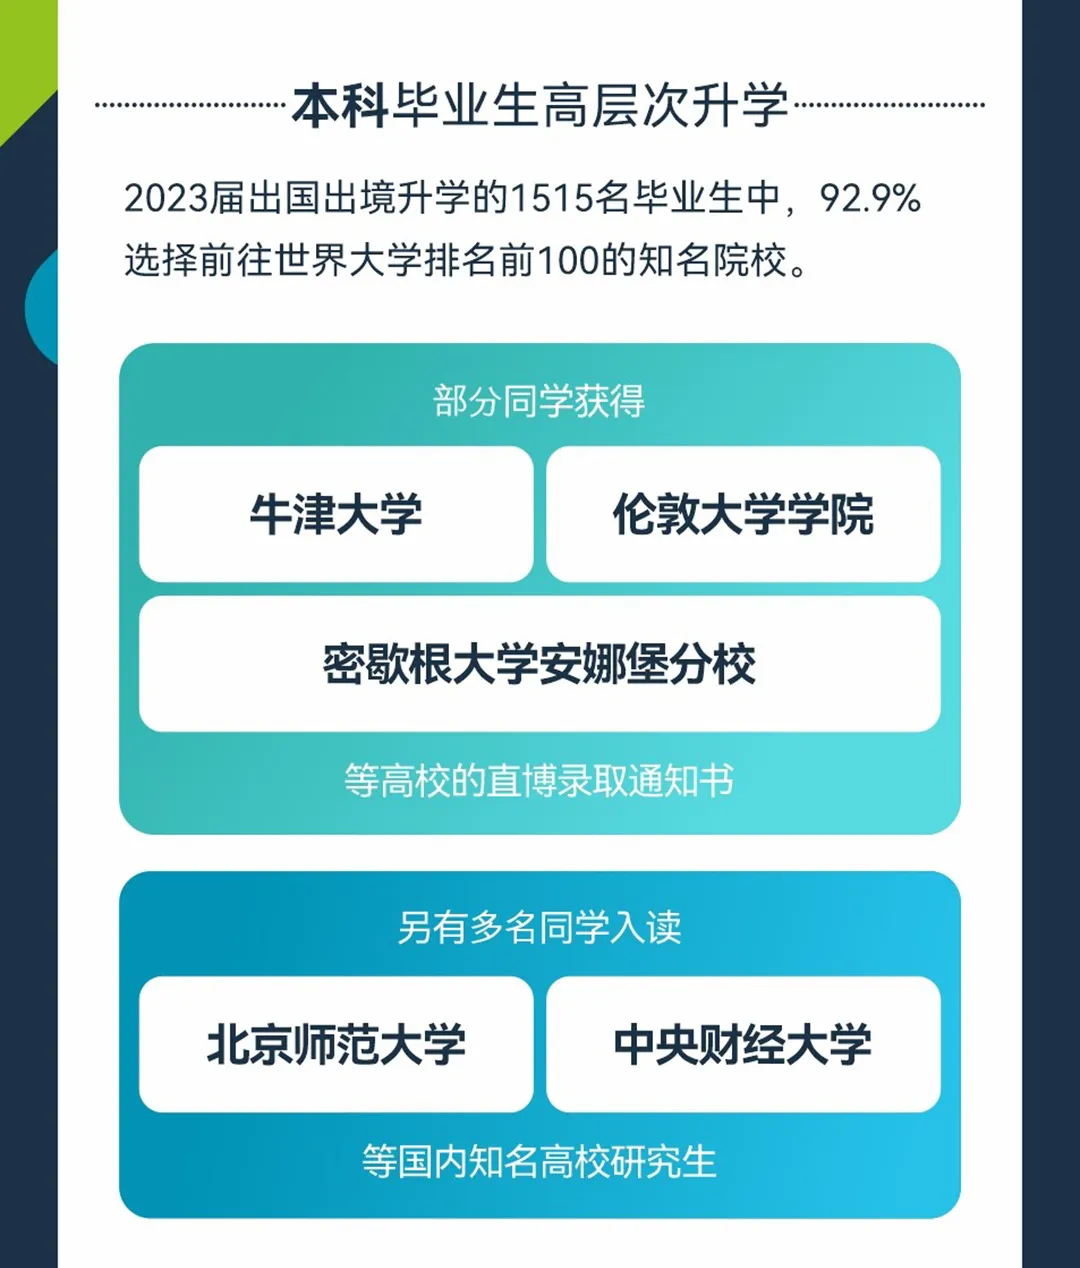 本科毕业生高层次升学
2023届出国出境升学的1515名毕业生中，92.9%
选择前往世界大学排名前100的知名院校。
部分同学获得
牛津大学
伦敦大学学院
密歇根大学安娜堡分校
等高校的直博录取通知书
另有多名同学入读
北京师范大学
中央财经大学
等国内知名高校研究生